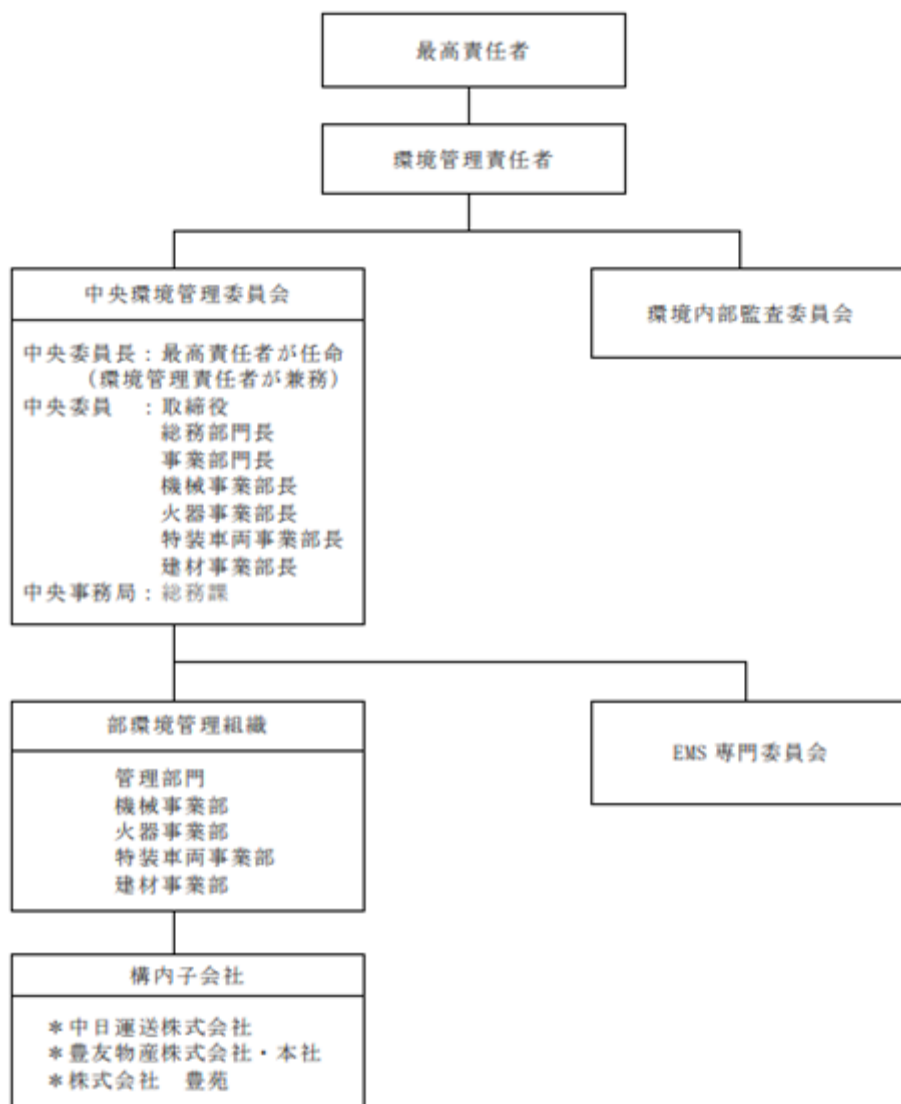 最高責任者
環境管理責任者
中央環境管理委員会
環境内部監査委員会
中央委員長：最高責任者が任命
（環境管理責任者が兼務）
中央委員　：取締役
総務部門長
事業部門長
機械事業部長
火器事業部長
特装車両事業部長
建材事業部長
中央事務局：総務課
部環境管理組織
EMS 専門委員会
管理部門
機械事業部
火器事業部
特装車両事業部
建材事業部
構内子会社
＊中日運送株式会社
＊豊友物産株式会社・本社
＊株式会社　豊苑